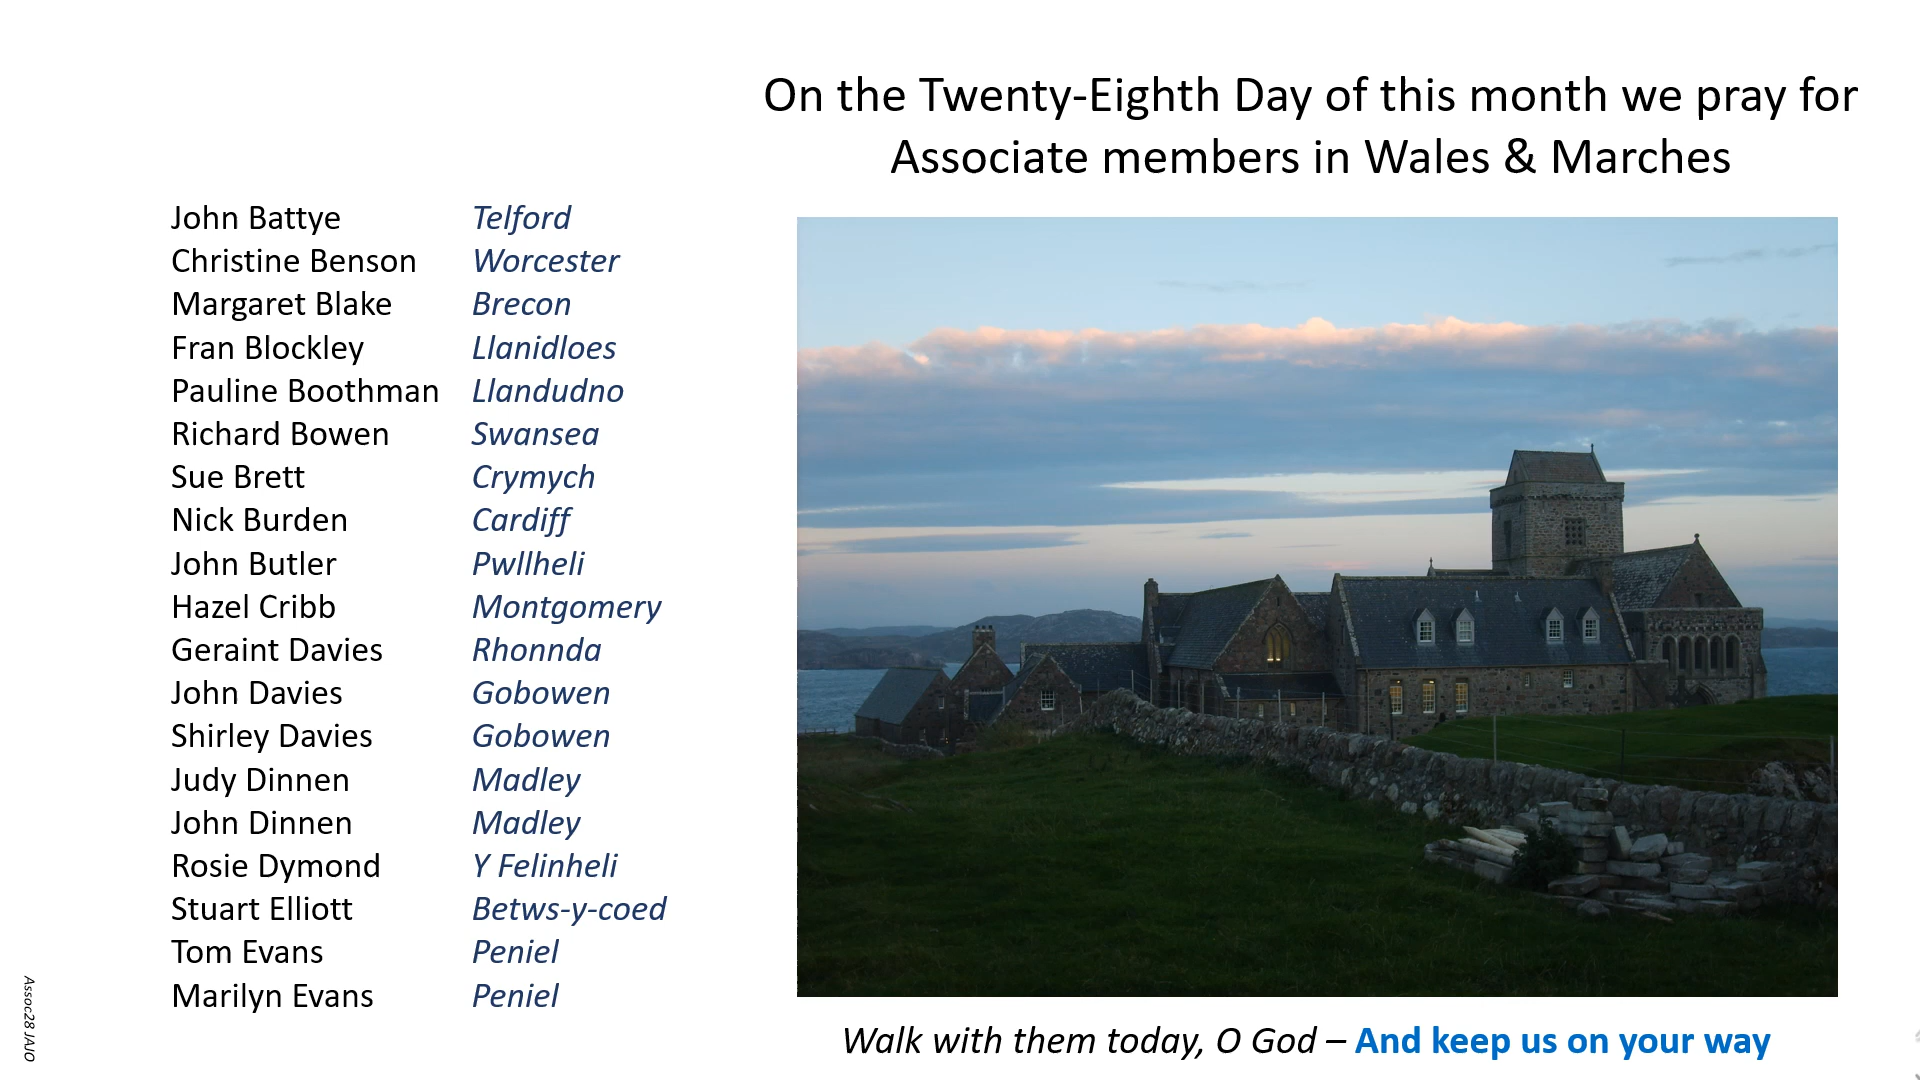 On the Twenty-Eighth Day of this month we pray for
Associate members in Wales & Marches
John Battye Telford
Christine Benson Worcester
Margaret Blake Brecon
Fran Blockley Llanidloes
Pauline Boothman Llandudno
Richard Bowen Swansea
Sue Brett Crymych
Nick Burden Cardiff
John Butler Pwllheli
Hazel Cribb Montgomery
Geraint Davies Rhonnda
John Davies Gobowen
Shirley Davies Gobowen
Judy Dinnen Madley
John Dinnen Madley
Rosie Dymond Y Felinheli
Stuart Elliott Betws-y-coed
Tom Evans Peniel
Marilyn Evans Peniel
Walk with them today, O God – And keep us on your way
Assoc28 JAJO